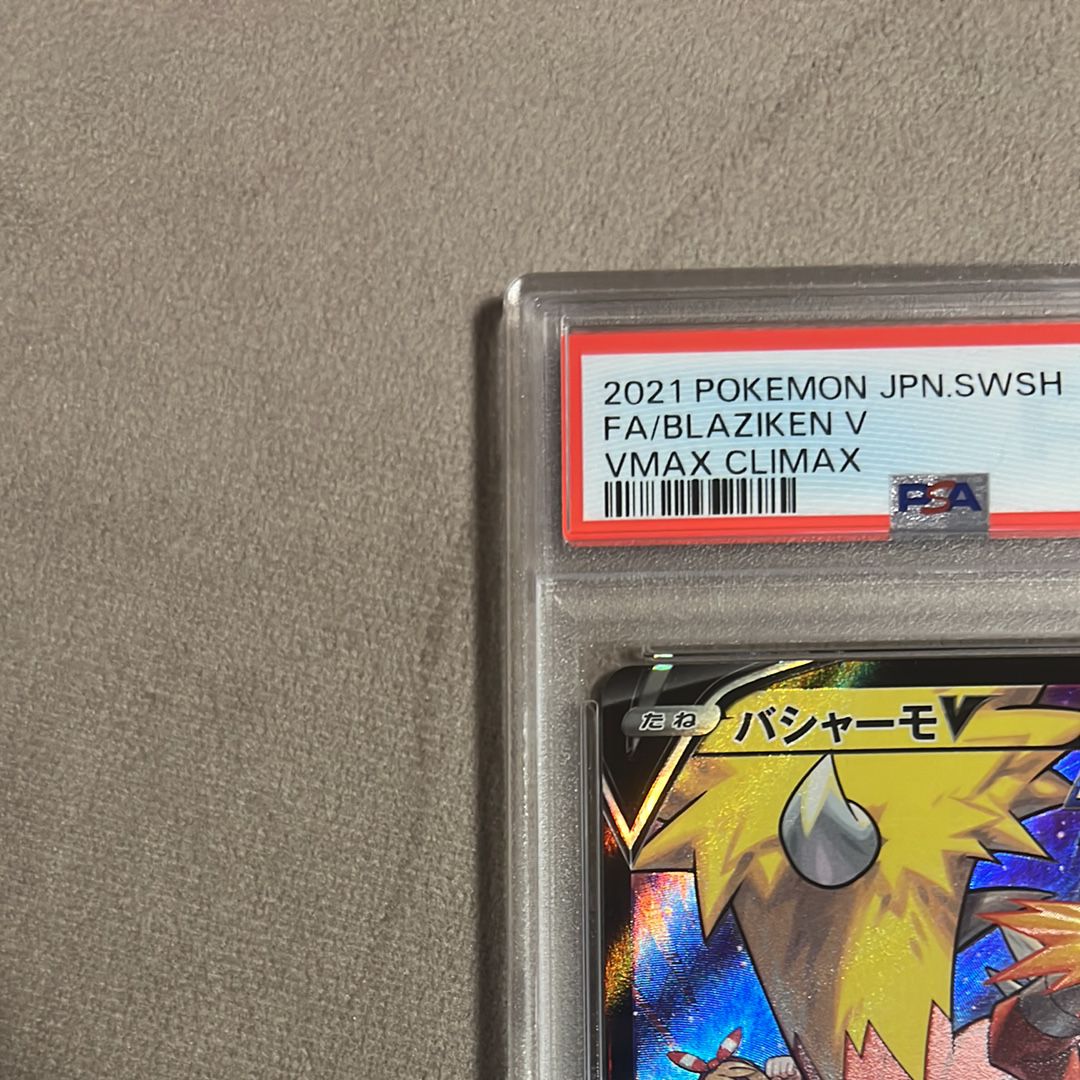 2021 POKEMON JPN.SWSH
FA/BLAZIKEN V
VMAX CLIMAX
PSA
たね
バシャーモV